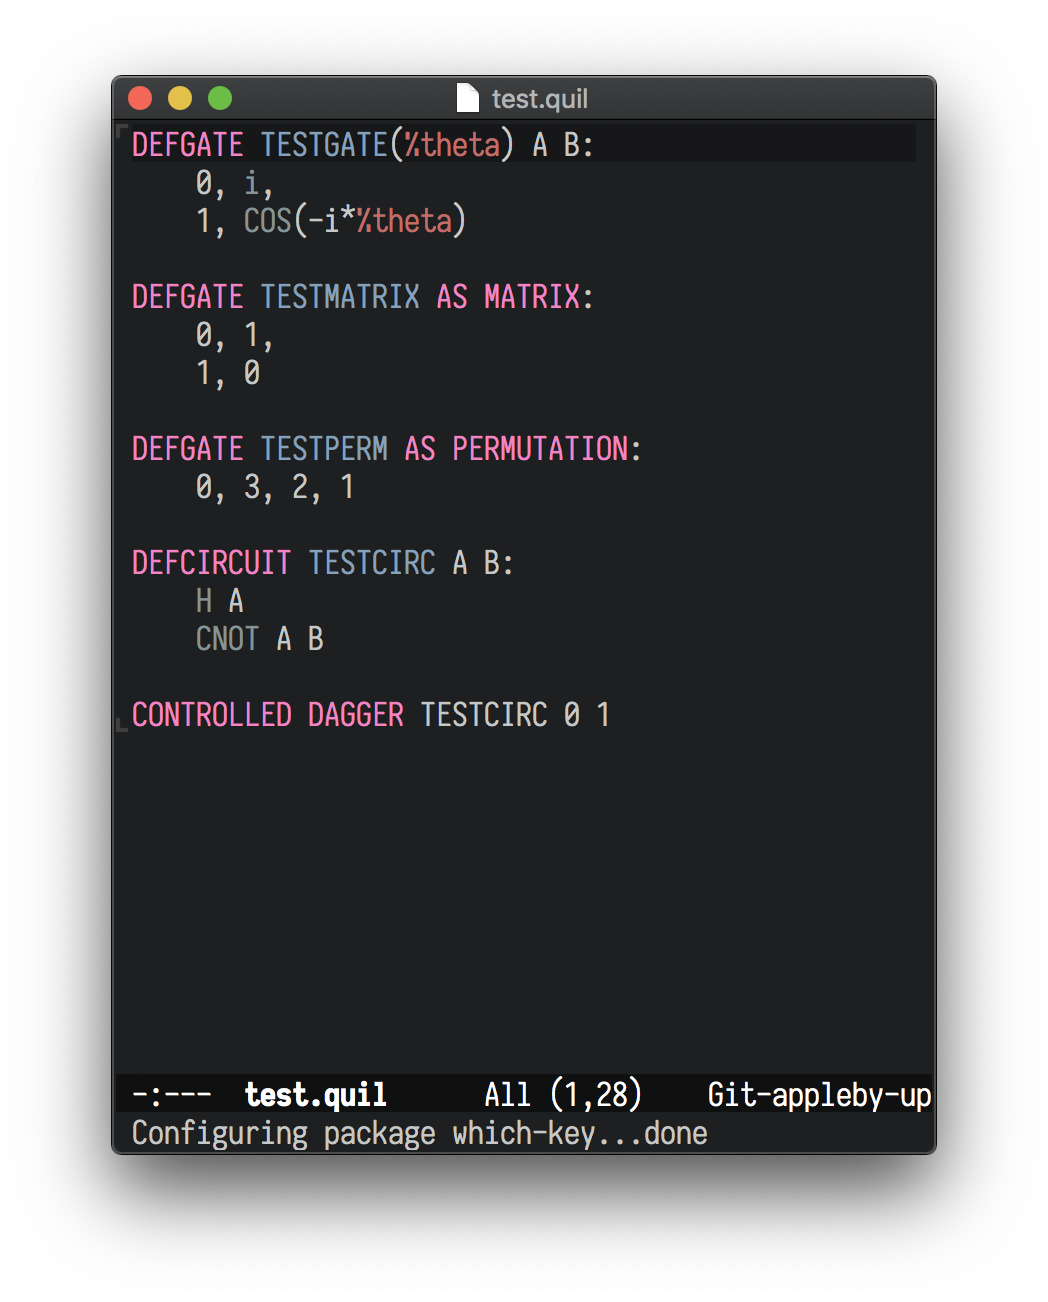 test.quil
DEFGATE TESTGATE(%theta) A B:
    0, i,
    1, COS(-i*%theta)
DEFGATE TESTMATRIX AS MATRIX:
    0, 1,
    1, 0
DEFGATE TESTPERM AS PERMUTATION:
    0, 3, 2, 1
DEFCIRCUIT TESTCIRC A B:
    H A
    CNOT A B
CONTROLLED DAGGER TESTCIRC 0 1
-:---  test.quil      All (1,28)    Git-appleby-up
Configuring package which-key...done